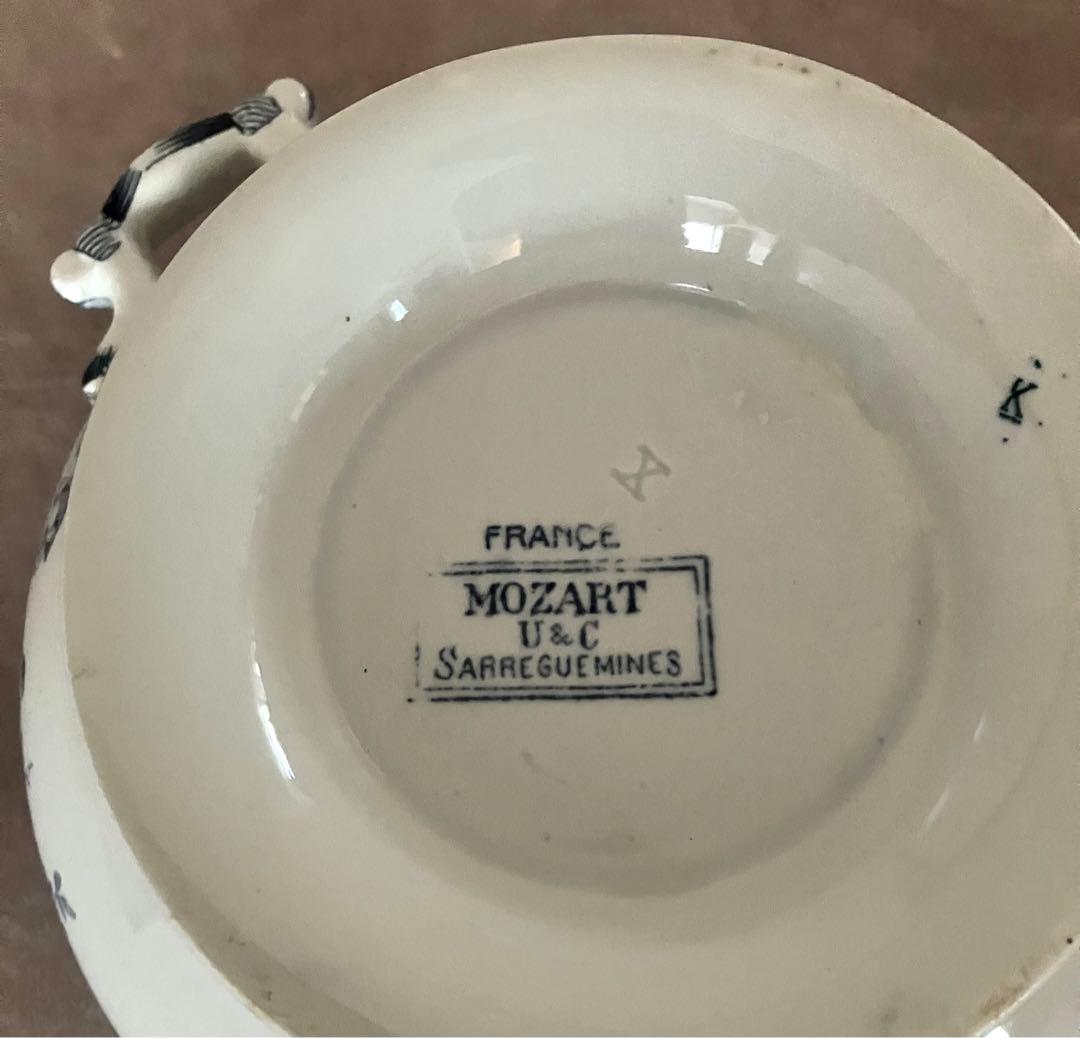 K
FRANCE
MOZART
U & C
SARREGUEMINES